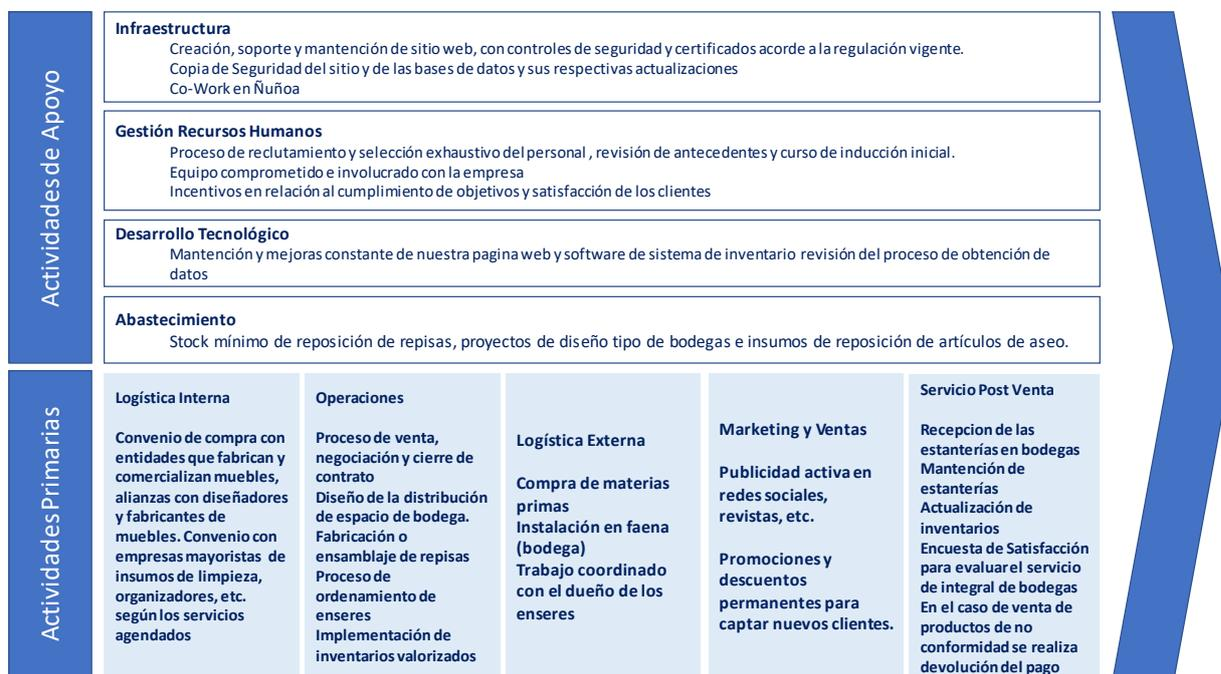 Actividades de Apoyo
Infraestructura
Creación, soporte y mantención de sitio web, con controles de seguridad y certificados acorde a la regulación vigente.
Copia de Seguridad del sitio y de las bases de datos y sus respectivas actualizaciones
Co-Work en Ñuñoa
Gestión Recursos Humanos
Proceso de reclutamiento y selección exhaustivo del personal , revisión de antecedentes y curso de inducción inicial.
Equipo comprometido e involucrado con la empresa
Incentivos en relación al cumplimiento de objetivos y satisfacción de los clientes
Desarrollo Tecnológico
Mantención y mejoras constante de nuestra pagina web y software de sistema de inventario revisión del proceso de obtención de
datos
Abastecimiento
Stock mínimo de reposición de repisas, proyectos de diseño tipo de bodegas e insumos de reposición de artículos de aseo.
Actividades Primarias
Logística Interna
Convenio de compra con
entidades que fabrican y
comercializan muebles,
alianzas con diseñadores
y fabricantes de
muebles. Convenio con
empresas mayoristas de
insumos de limpieza,
organizadores, etc.
según los servicios
agendados
Operaciones
Proceso de venta,
negociación y cierre de
contrato
Diseño de la distribución
de espacio de bodega.
Fabricación o
ensamblaje de repisas
Proceso de
ordenamiento de
enseres
Implementación de
inventarios valorizados
Logística Externa
Compra de materias
primas
Instalación en faena
(bodega)
Trabajo coordinado
con el dueño de los
enseres
Marketing y Ventas
Publicidad activa en
redes sociales,
revistas, etc.
Promociones y
descuentos
permanentes para
captar nuevos clientes.
Servicio Post Venta
Recepcion de las
estanterías en bodegas
Mantención de
estanterías
Actualización de
inventarios
Encuesta de Satisfacción
para evaluar el servicio
de integral de bodegas
En el caso de venta de
productos de no
conformidad se realiza
devolución del pago